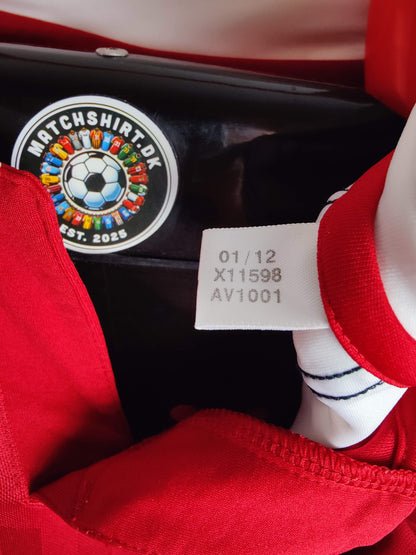 MATCHSHIRT.DK
EST. 2025
01/12
X11598
AV1001